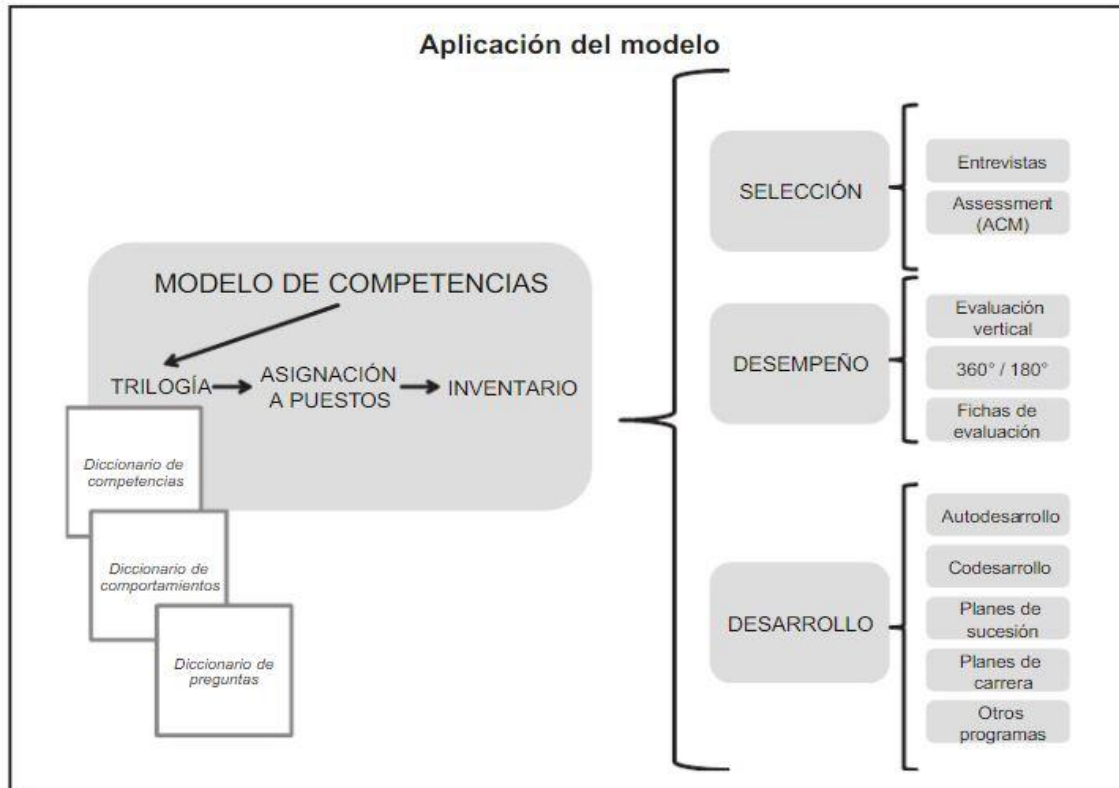 Aplicación del modelo
MODELO DE COMPETENCIAS
TRILOGÍA
ASIGNACIÓN
A PUESTOS
INVENTARIO
Diccionario de
competencias
Diccionario de
comportamientos
Diccionario de
preguntas
SELECCIÓN
Entrevistas
Assessment
(ACM)
DESEMPEÑO
Evaluación
vertical
360° / 180°
Fichas de
evaluación
DESARROLLO
Autodesarrollo
Codesarrollo
Planes de
sucesión
Planes de
carrera
Otros
programas